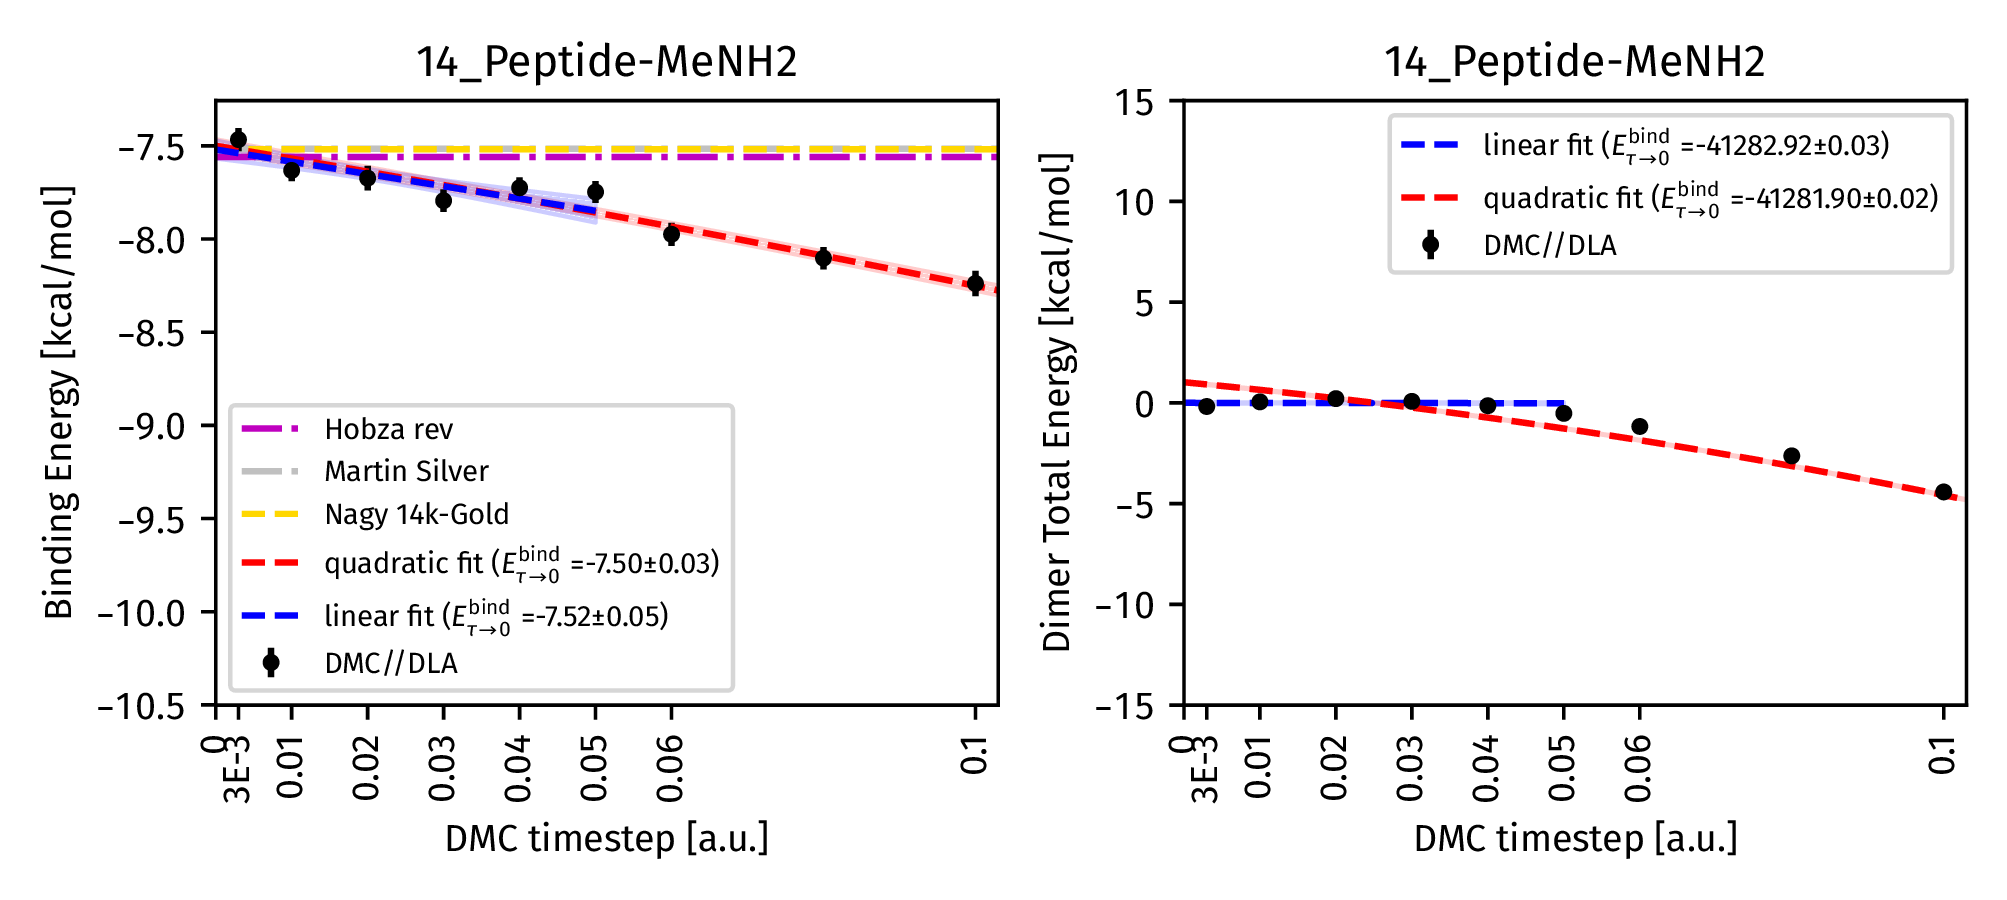 14_Peptide-MeNH2
Binding Energy [kcal/mol]
−7.5
−8.0
−8.5
−9.0
−9.5
−10.0
−10.5
Hobza rev
Martin Silver
Nagy 14k-Gold
quadratic fit (E^bind_τ→0 =-7.50±0.03)
linear fit (E^bind_τ→0 =-7.52±0.05)
DMC//DLA
0
3E-3
0.01
0.02
0.03
0.04
0.05
0.06
0.1
DMC timestep [a.u.]
14_Peptide-MeNH2
Dimer Total Energy [kcal/mol]
15
10
5
0
−5
−10
−15
linear fit (E^bind_τ→0 =-41282.92±0.03)
quadratic fit (E^bind_τ→0 =-41281.90±0.02)
DMC//DLA
0
3E-3
0.01
0.02
0.03
0.04
0.05
0.06
0.1
DMC timestep [a.u.]